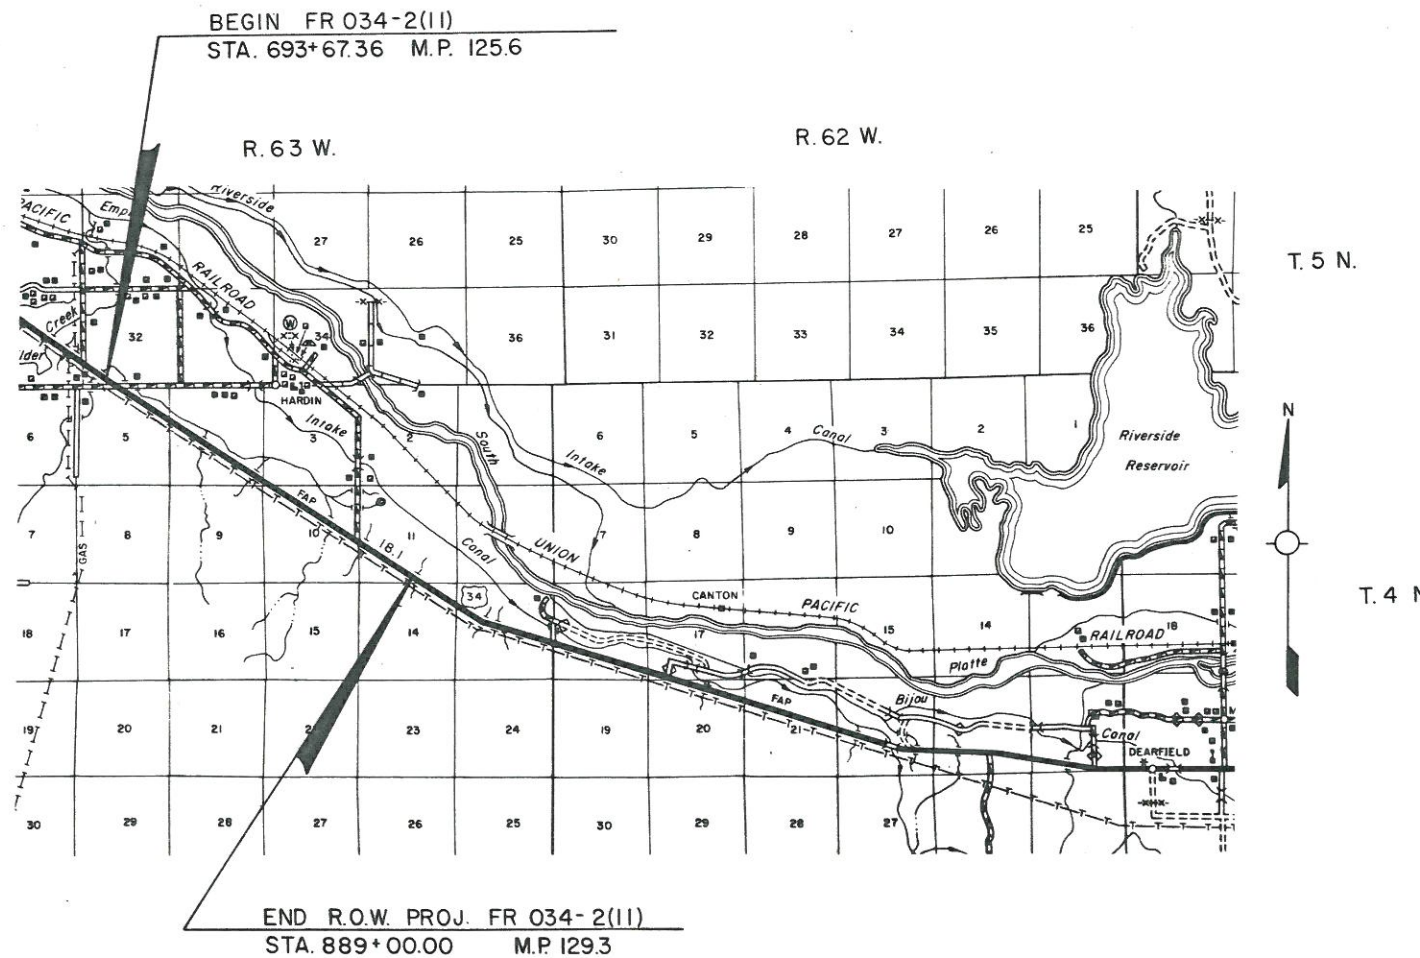 BEGIN FR 034-2(11)
STA. 693+67.36 M.P. 125.6
R. 63 W.
R. 62 W.
T. 5 N.
T. 4 N
N
Riverside
PACIFIC
Emp
RAILROAD
27 26 25 30 29 28 27 26 25
Creek
lder
32
W
34
36 31 32 33 34 35 36
HARDIN
Intake
South
Intake
Canal
Riverside
Reservoir
6 5 3 2 6 5 4 3 2 1
FAP
7 8 9 10 11 7 8 9 10
GAS
18.1
Canal
UNION
34
CANTON
PACIFIC
RAILROAD
18 17 16 15 14 17 15 14 18
Platte
FAP
Bijou
Canal
DEARFIELD
M
19 20 21 23 24 19 20 21
30 29 28 27 26 25 30 29 28 27
END R.O.W. PROJ. FR 034-2(11)
STA. 889+00.00 M.P. 129.3